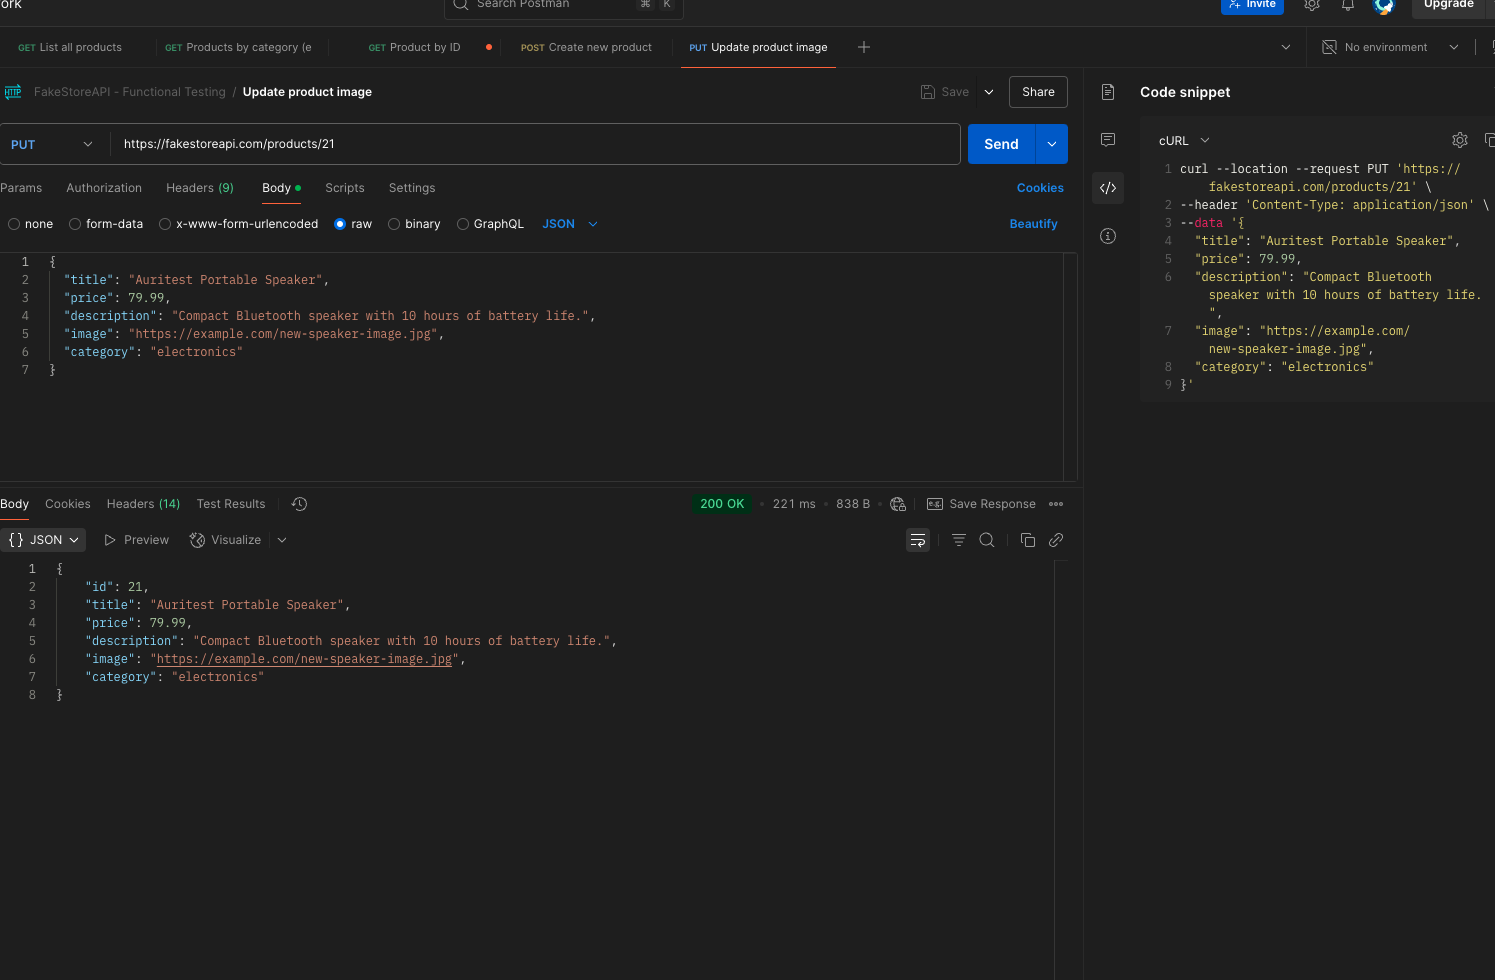 ork
Search Postman
⌘ K
Invite
Upgrade
GET List all products
GET Products by category (e
GET Product by ID
POST Create new product
PUT Update product image
No environment
HTTP
FakeStoreAPI - Functional Testing / Update product image
Save
Share
PUT
https://fakestoreapi.com/products/21
Send
Params Authorization Headers (9) Body Scripts Settings
Cookies
none form-data x-www-form-urlencoded raw binary GraphQL JSON
Beautify
1 {
2 "title": "Auritest Portable Speaker",
3 "price": 79.99,
4 "description": "Compact Bluetooth speaker with 10 hours of battery life.",
5 "image": "https://example.com/new-speaker-image.jpg",
6 "category": "electronics"
7 }
Body Cookies Headers (14) Test Results
200 OK • 221 ms • 838 B
Save Response
{} JSON Preview Visualize
1 {
2 "id": 21,
3 "title": "Auritest Portable Speaker",
4 "price": 79.99,
5 "description": "Compact Bluetooth speaker with 10 hours of battery life.",
6 "image": "https://example.com/new-speaker-image.jpg",
7 "category": "electronics"
8 }
Code snippet
cURL
1 curl --location --request PUT 'https://
fakestoreapi.com/products/21' \
2 --header 'Content-Type: application/json' \
3 --data '{
4 "title": "Auritest Portable Speaker",
5 "price": 79.99,
6 "description": "Compact Bluetooth
speaker with 10 hours of battery life.
",
7 "image": "https://example.com/
new-speaker-image.jpg",
8 "category": "electronics"
9 }'